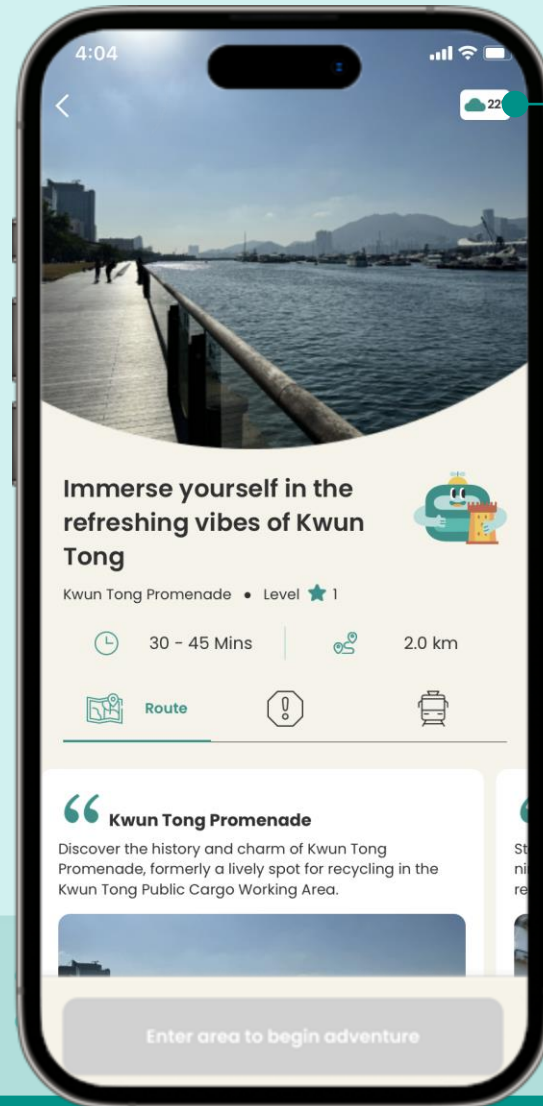 4:04
22
Immerse yourself in the
refreshing vibes of Kwun
Tong
Kwun Tong Promenade • Level 1
30 - 45 Mins
2.0 km
Route
Kwun Tong Promenade
Discover the history and charm of Kwun Tong
Promenade, formerly a lively spot for recycling in the
Kwun Tong Public Cargo Working Area.
Enter area to begin adventure